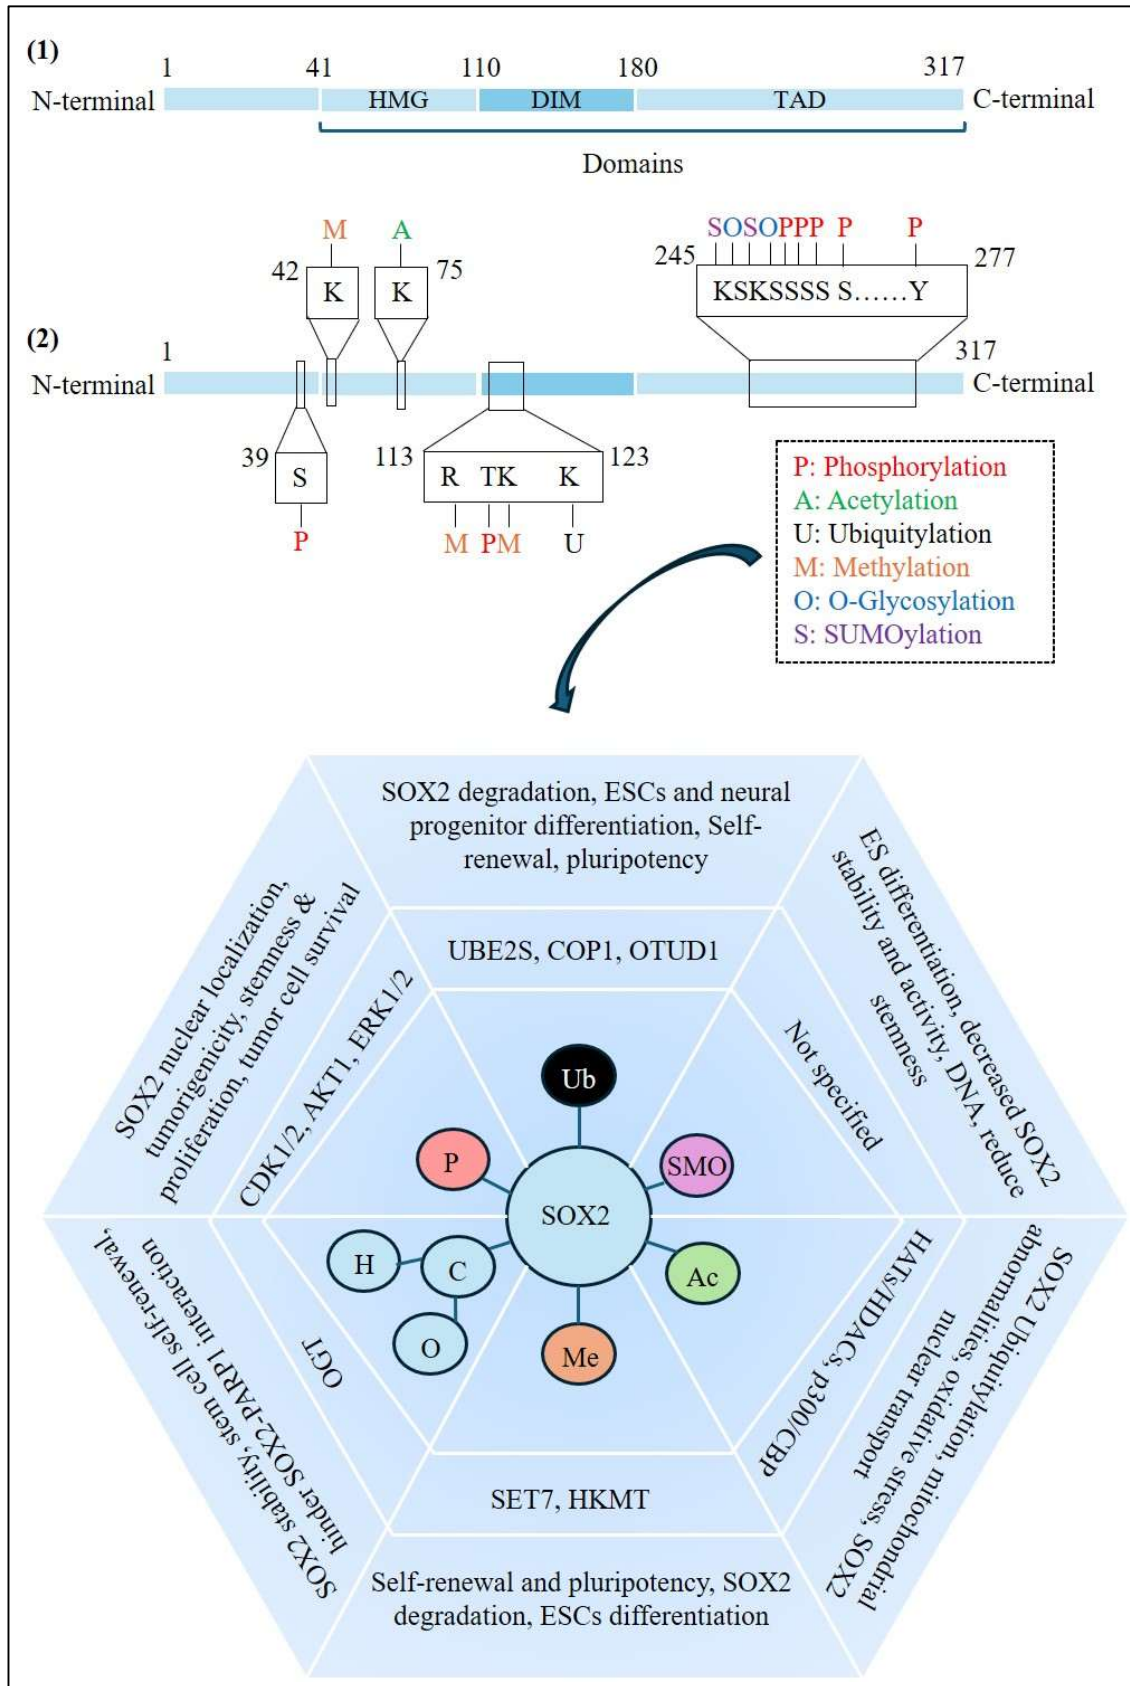 (1)
1 41 110 180 317
N-terminal HMG DIM TAD C-terminal
Domains
M A SOSOPPP P P
42 K K 75 245 KSKSSSS S......Y 277
(2)
1 317
N-terminal C-terminal
39 S 113 R TK K 123
P M PM U
P: Phosphorylation
A: Acetylation
U: Ubiquitylation
M: Methylation
O: O-Glycosylation
S: SUMOylation
SOX2 degradation, ESCs and neural
progenitor differentiation, Self-
renewal, pluripotency
UBE2S, COP1, OTUD1
SOX2 nuclear localization,
tumorigenicity, stemness &
proliferation, tumor cell survival
CDK1/2, AKT1, ERK1/2
ES differentiation, decreased SOX2
stability and activity, DNA, reduce
stemness
Not specified
Ub
P
SMO
SOX2
H
C
O
Me
Ac
OGT
SOX2 stability, stem cell self-renewal,
hinder SOX2-PARP1 interaction
HATs/HDACs, p300/CBP
SOX2 Ubiquitylation, mitochondrial
abnormalities, oxidative stress, SOX2
nuclear transport
SET7, HKMT
Self-renewal and pluripotency, SOX2
degradation, ESCs differentiation